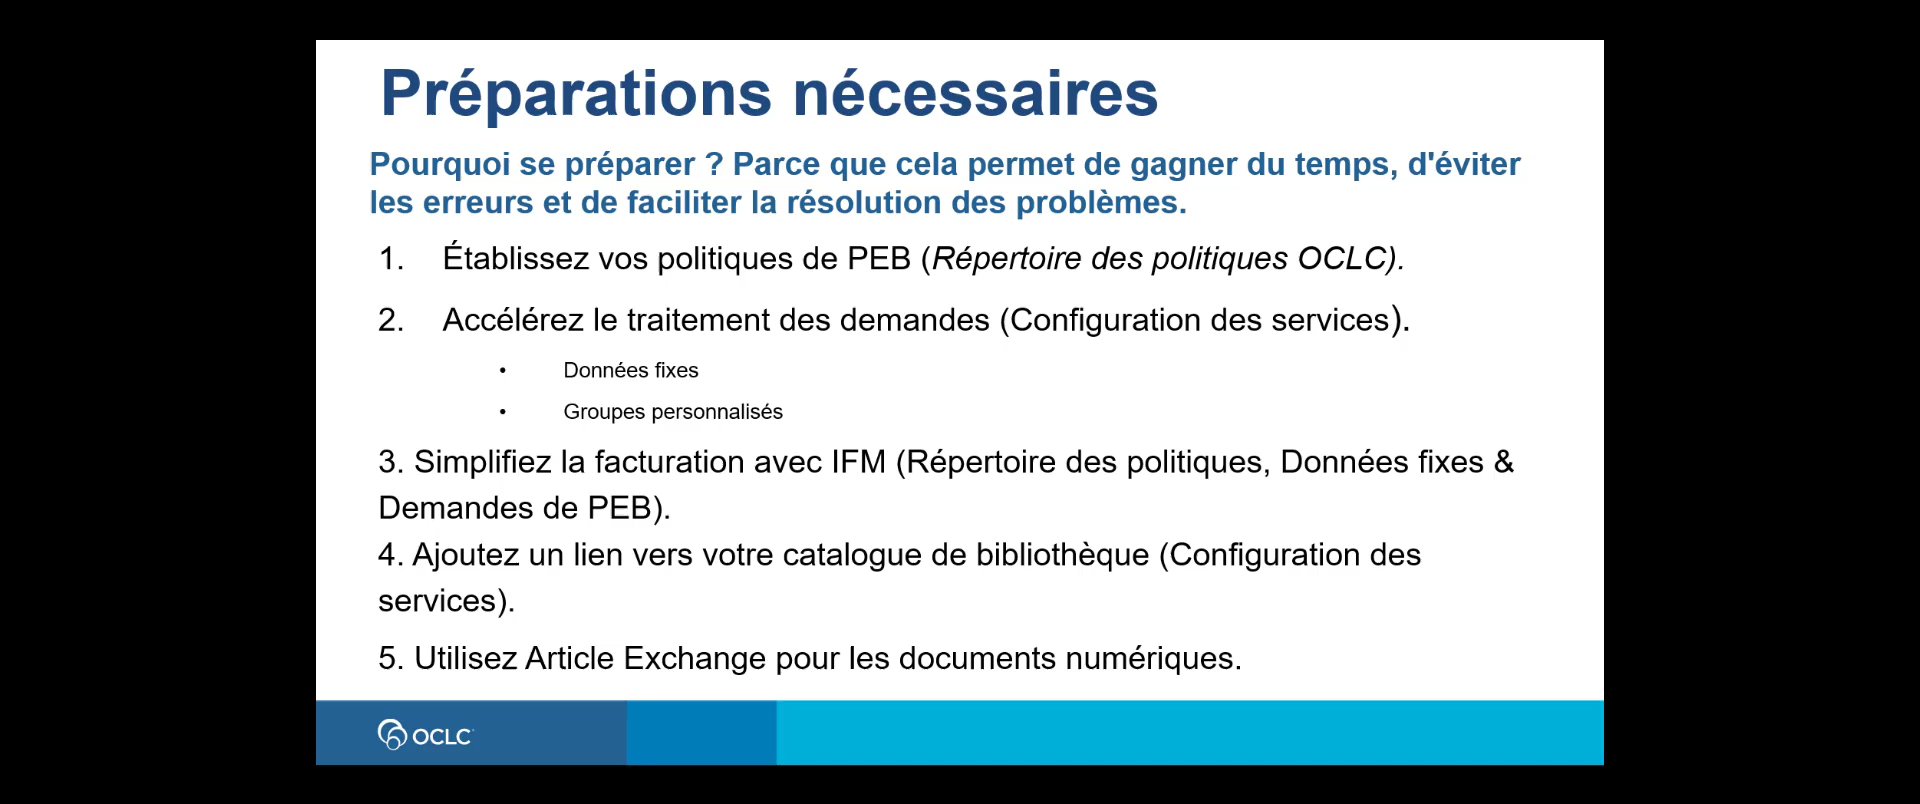 Préparations nécessaires
Pourquoi se préparer ? Parce que cela permet de gagner du temps, d'éviter
les erreurs et de faciliter la résolution des problèmes.
1. Établissez vos politiques de PEB (Répertoire des politiques OCLC).
2. Accélérez le traitement des demandes (Configuration des services).
• Données fixes
• Groupes personnalisés
3. Simplifiez la facturation avec IFM (Répertoire des politiques, Données fixes &
Demandes de PEB).
4. Ajoutez un lien vers votre catalogue de bibliothèque (Configuration des
services).
5. Utilisez Article Exchange pour les documents numériques.
OCLC